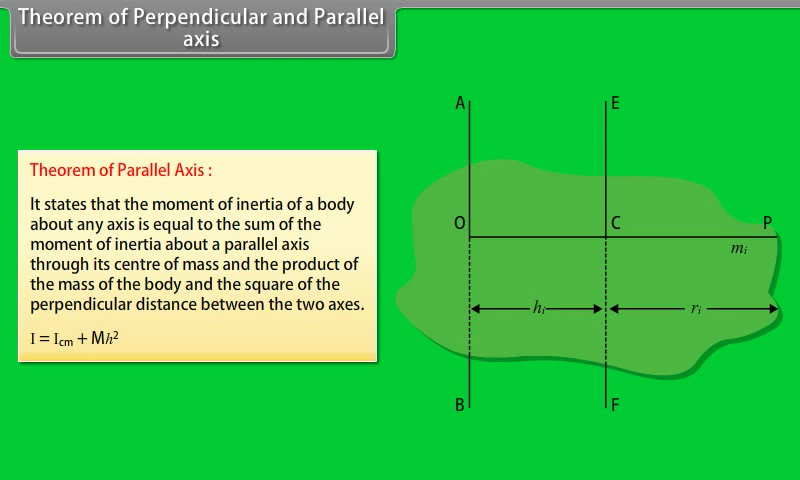 Theorem of Perpendicular and Parallel
axis
Theorem of Parallel Axis :
It states that the moment of inertia of a body
about any axis is equal to the sum of the
moment of inertia about a parallel axis
through its centre of mass and the product of
the mass of the body and the square of the
perpendicular distance between the two axes.
I = Icm + Mh²
A E
O C P
mi
hi ri
B F